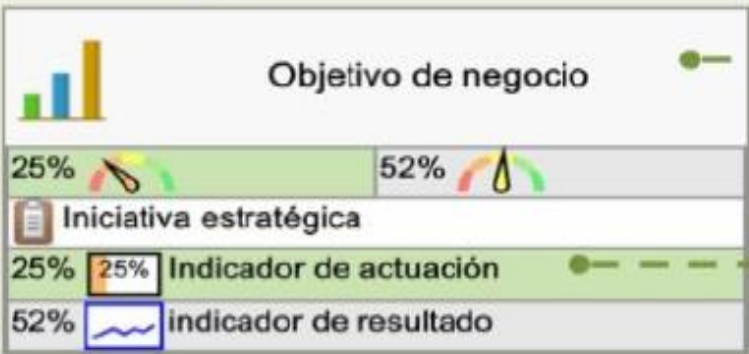 Objetivo de negocio
25% 52%
Iniciativa estratégica
25% 25% Indicador de actuación
52% indicador de resultado